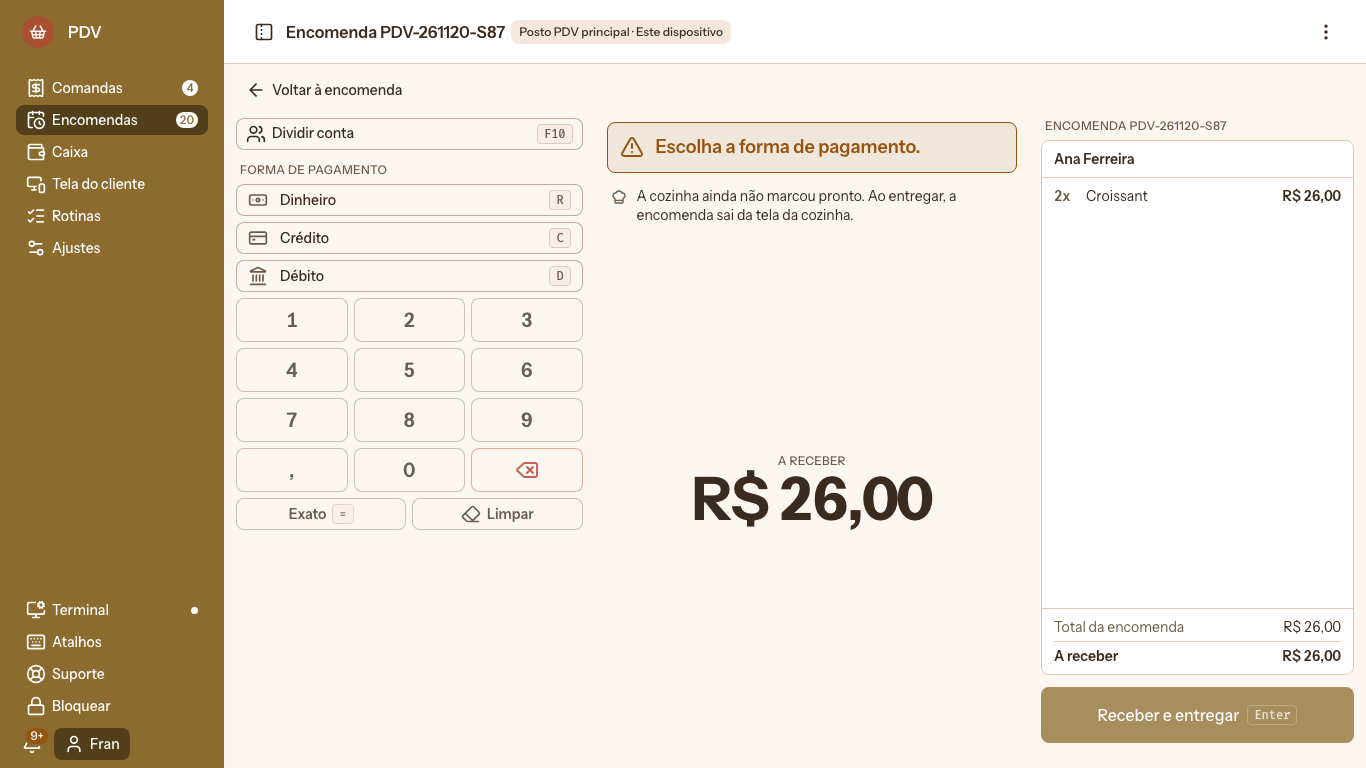 PDV
Comandas 4
Encomendas 20
Caixa
Tela do cliente
Rotinas
Ajustes
Terminal
Atalhos
Suporte
Bloquear
9+
Fran
Encomenda PDV-261120-S87
Posto PDV principal · Este dispositivo
Voltar à encomenda
Dividir conta F10
FORMA DE PAGAMENTO
Dinheiro R
Crédito C
Débito D
1 2 3
4 5 6
7 8 9
, 0
Exato =
Limpar
Escolha a forma de pagamento.
A cozinha ainda não marcou pronto. Ao entregar, a
encomenda sai da tela da cozinha.
A RECEBER
R$ 26,00
ENCOMENDA PDV-261120-S87
Ana Ferreira
2x Croissant R$ 26,00
Total da encomenda R$ 26,00
A receber R$ 26,00
Receber e entregar Enter